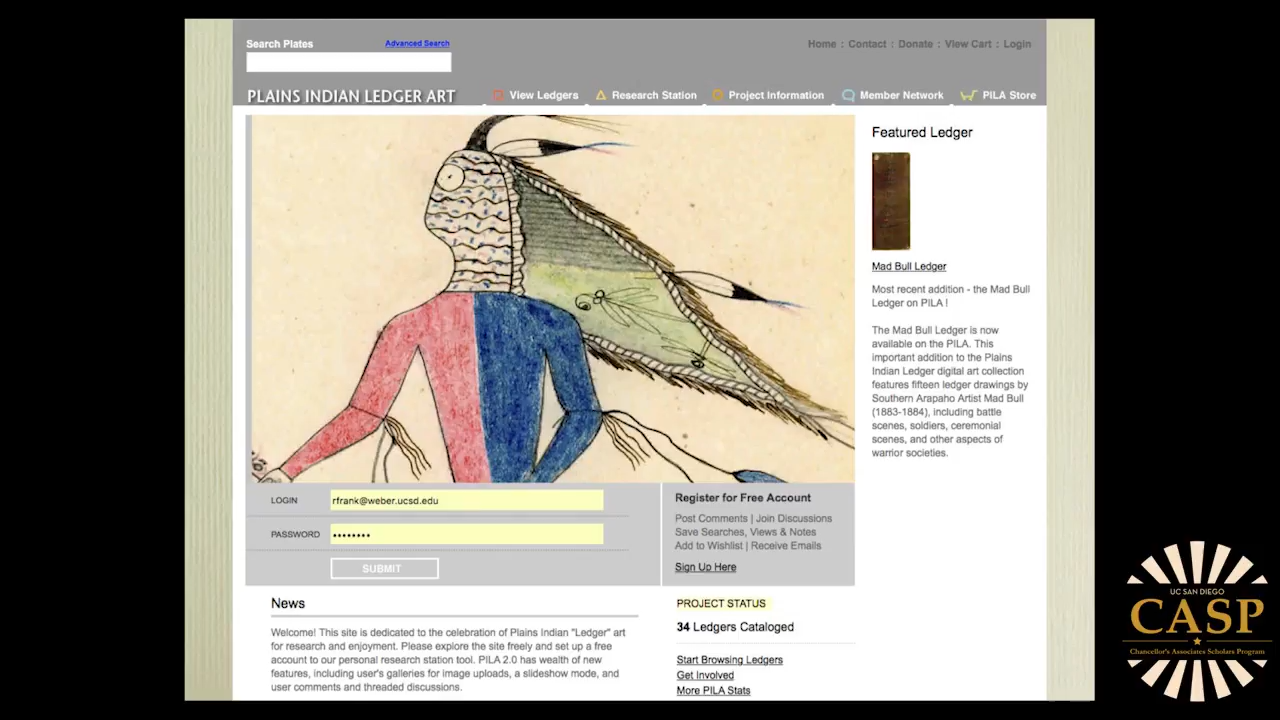 Search Plates
Advanced Search
Home : Contact : Donate : View Cart : Login
PLAINS INDIAN LEDGER ART
View Ledgers
Research Station
Project Information
Member Network
PILA Store
Featured Ledger
Mad Bull Ledger
Most recent addition - the Mad Bull
Ledger on PILA !
The Mad Bull Ledger is now
available on the PILA. This
important addition to the Plains
Indian Ledger digital art collection
features fifteen ledger drawings by
Southern Arapaho Artist Mad Bull
(1883-1884), including battle
scenes, soldiers, ceremonial
scenes, and other aspects of
warrior societies.
LOGIN
rfrank@weber.ucsd.edu
PASSWORD
••••••••
SUBMIT
Register for Free Account
Post Comments | Join Discussions
Save Searches, Views & Notes
Add to Wishlist | Receive Emails
Sign Up Here
News
Welcome! This site is dedicated to the celebration of Plains Indian "Ledger" art
for research and enjoyment. Please explore the site freely and set up a free
account to our personal research station tool. PILA 2.0 has wealth of new
features, including user's galleries for image uploads, a slideshow mode, and
user comments and threaded discussions.
PROJECT STATUS
34 Ledgers Cataloged
Start Browsing Ledgers
Get Involved
More PILA Stats
UC SAN DIEGO
CASP
Chancellor's Associates Scholars Program